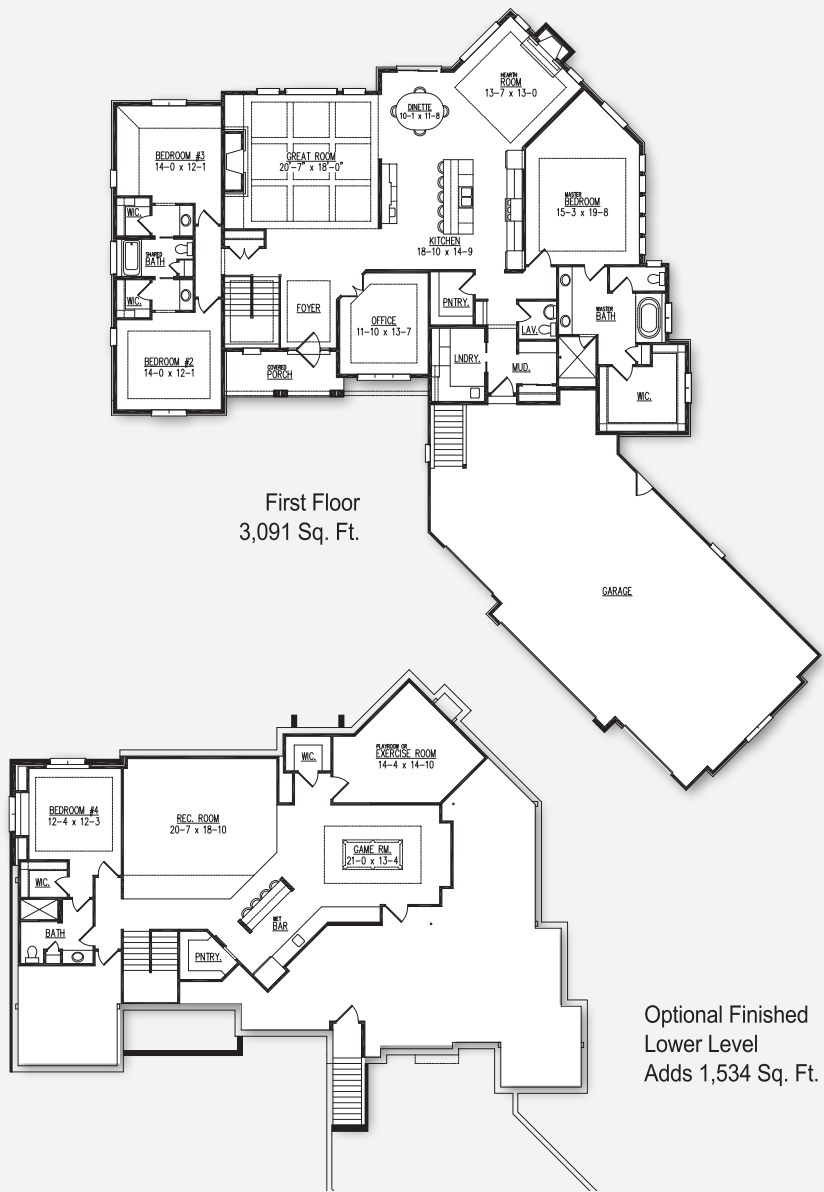 HEARTH
ROOM
13-7 x 13-0
DINETTE
10-1 x 11-8
BEDROOM #3
14-0 x 12-1
GREAT ROOM
20'-7" x 18'-0"
MASTER
BEDROOM
15-3 x 19-8
WIC.
KITCHEN
18-10 x 14-9
SHARED
BATH
WIC.
FOYER
PNTRY.
OFFICE
11-10 x 13-7
LAV.
MASTER
BATH
BEDROOM #2
14-0 x 12-1
COVERED
PORCH
LNDRY.
MUD.
WIC.
First Floor
3,091 Sq. Ft.
GARAGE
WIC.
PLAYROOM OR
EXERCISE ROOM
14-4 x 14-10
BEDROOM #4
12-4 x 12-3
REC. ROOM
20-7 x 18-10
GAME RM.
21-0 x 13-4
WIC.
WET
BAR
BATH
PNTRY.
Optional Finished
Lower Level
Adds 1,534 Sq. Ft.